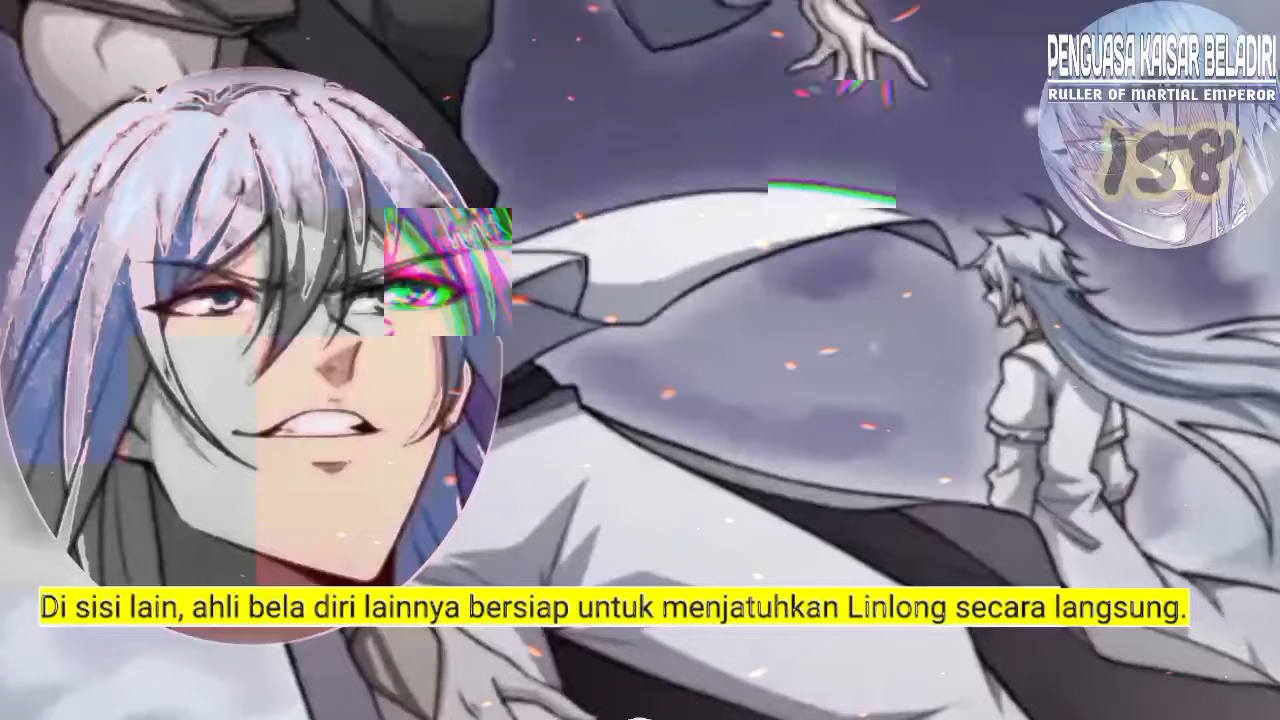 PENGUASA KAISAR BELADIRI
RULLER OF MARTIAL EMPEROR
158
Di sisi lain, ahli bela diri lainnya bersiap untuk menjatuhkan Linlong secara langsung.